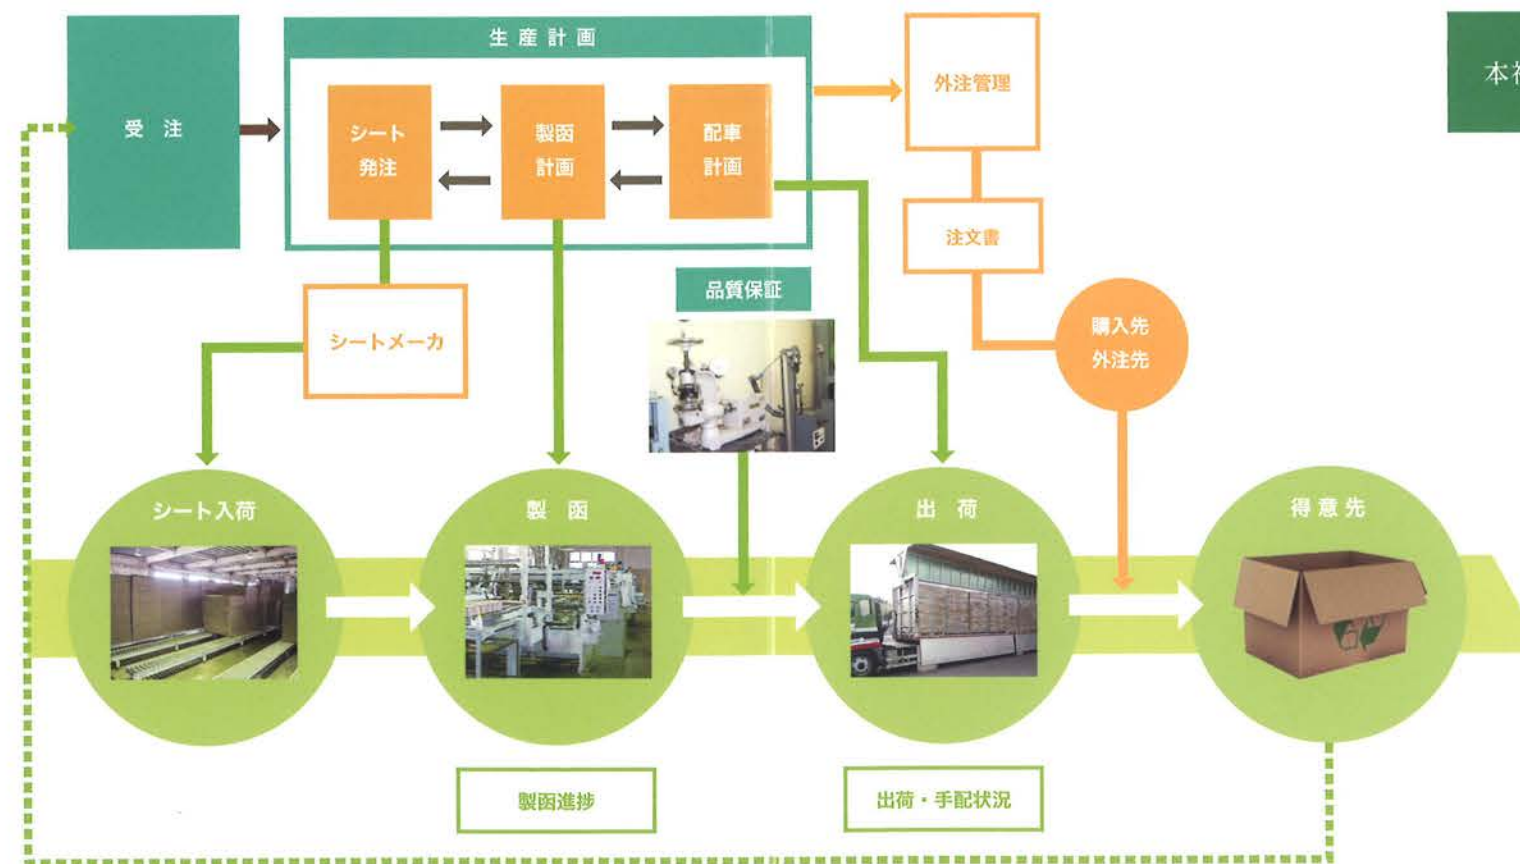 生産計画
受注
シート
発注
製函
計画
配車
計画
外注管理
本社
注文書
品質保証
購入先
外注先
シートメーカ
シート入荷
製函
出荷
得意先
製函進捗
出荷・手配状況